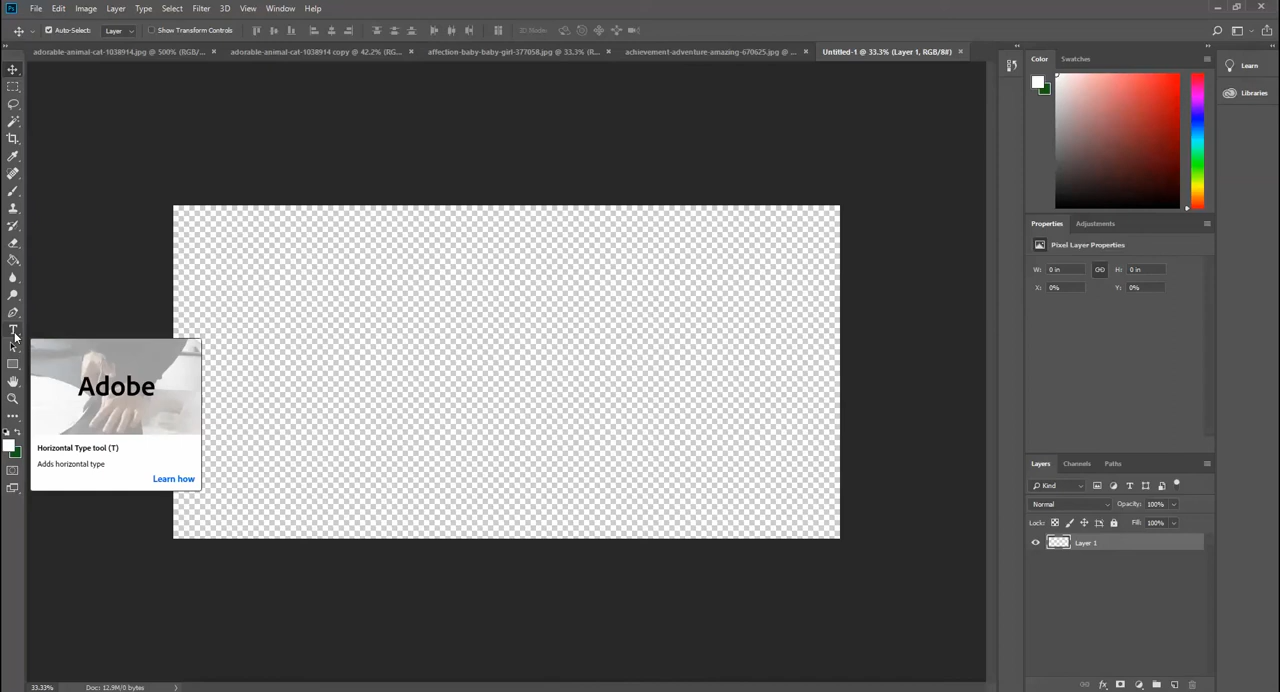 Ps File Edit Image Layer Type Select Filter 3D View Window Help
Auto-Select: Layer Show Transform Controls 3D Mode:
adorable-animal-cat-1038914.jpg @ 500% (RGB/... × adorable-animal-cat-1038914 copy @ 42.2% (RG... × affection-baby-baby-girl-377058.jpg @ 33.3% (R... × achievement-adventure-amazing-670625.jpg @ ... × Untitled-1 @ 33.3% (Layer 1, RGB/8#) ×
Color Swatches
Learn
Libraries
Properties Adjustments
Pixel Layer Properties
W: 0 in H: 0 in
X: 0% Y: 0%
Adobe
Horizontal Type tool (T)
Adds horizontal type
Learn how
Layers Channels Paths
Kind
Normal Opacity: 100%
Lock: Fill: 100%
Layer 1
33.33% Doc: 12.9M/0 bytes